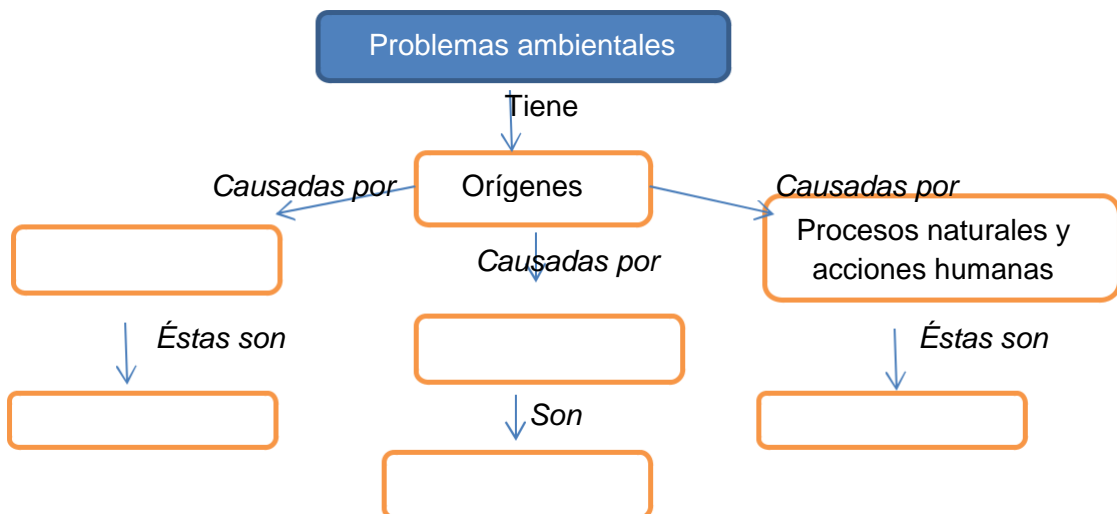 Problemas ambientales
Tiene
Causadas por
Orígenes
Causadas por
Procesos naturales y
acciones humanas
Causadas por
Éstas son
Éstas son
Son